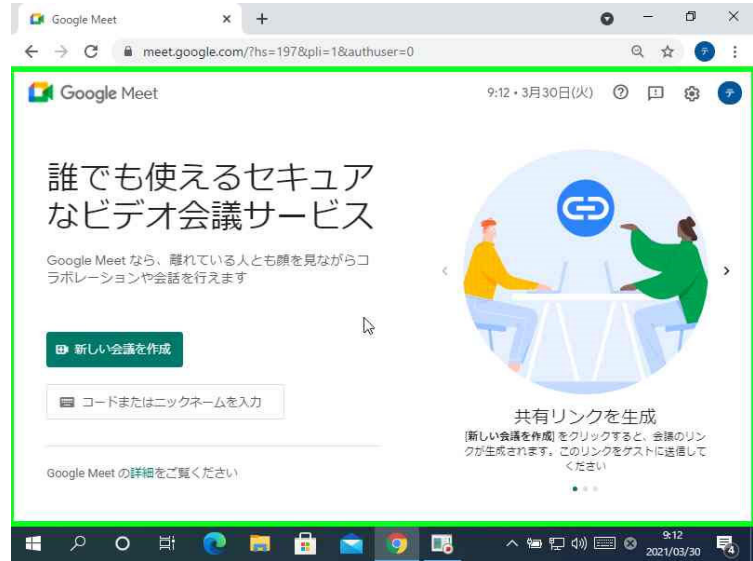 Google Meet
meet.google.com/?hs=197&pli=1&authuser=0
テ
Google Meet
9:12・3月30日(火)
テ
誰でも使えるセキュア
なビデオ会議サービス
Google Meet なら、離れている人とも顔を見ながらコ
ラボレーションや会話を行えます
新しい会議を作成
コードまたはニックネームを入力
Google Meet の詳細をご覧ください
共有リンクを生成
[新しい会議を作成] をクリックすると、会議のリン
クが生成されます。このリンクをゲストに送信して
ください
9:12
2021/03/30
4